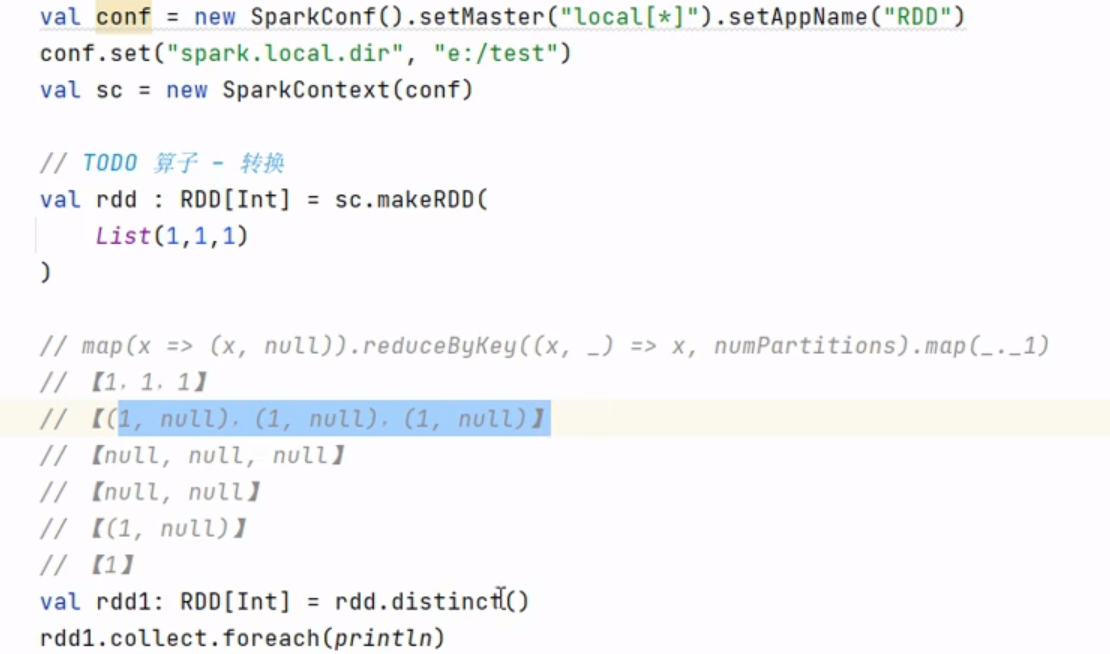 val conf = new SparkConf().setMaster("local[*]").setAppName("RDD")
conf.set("spark.local.dir", "e:/test")
val sc = new SparkContext(conf)
// TODO 算子 - 转换
val rdd : RDD[Int] = sc.makeRDD(
List(1,1,1)
)
// map(x => (x, null)).reduceByKey((x, _) => x, numPartitions).map(_._1)
// 【1，1，1】
// 【(1, null)，(1, null)，(1, null)】
// 【null, null, null】
// 【null, null】
// 【(1, null)】
// 【1】
val rdd1: RDD[Int] = rdd.distinct()
rdd1.collect.foreach(println)